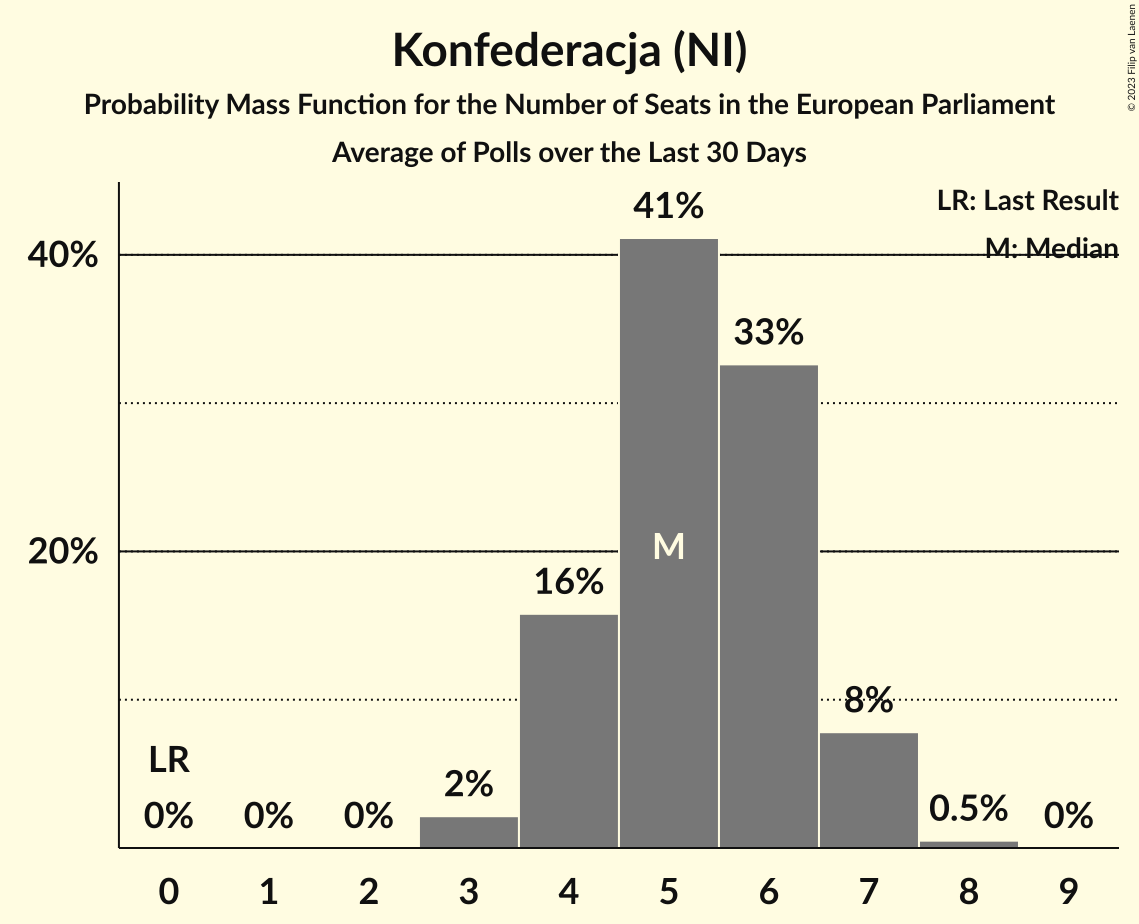 Konfederacja (NI)
Probability Mass Function for the Number of Seats in the European Parliament
Average of Polls over the Last 30 Days
© 2023 Filip van Laenen
LR: Last Result
M: Median
40%
20%
LR
0%
0%
0%
2%
16%
41%
M
33%
8%
0.5%
0%
0 1 2 3 4 5 6 7 8 9